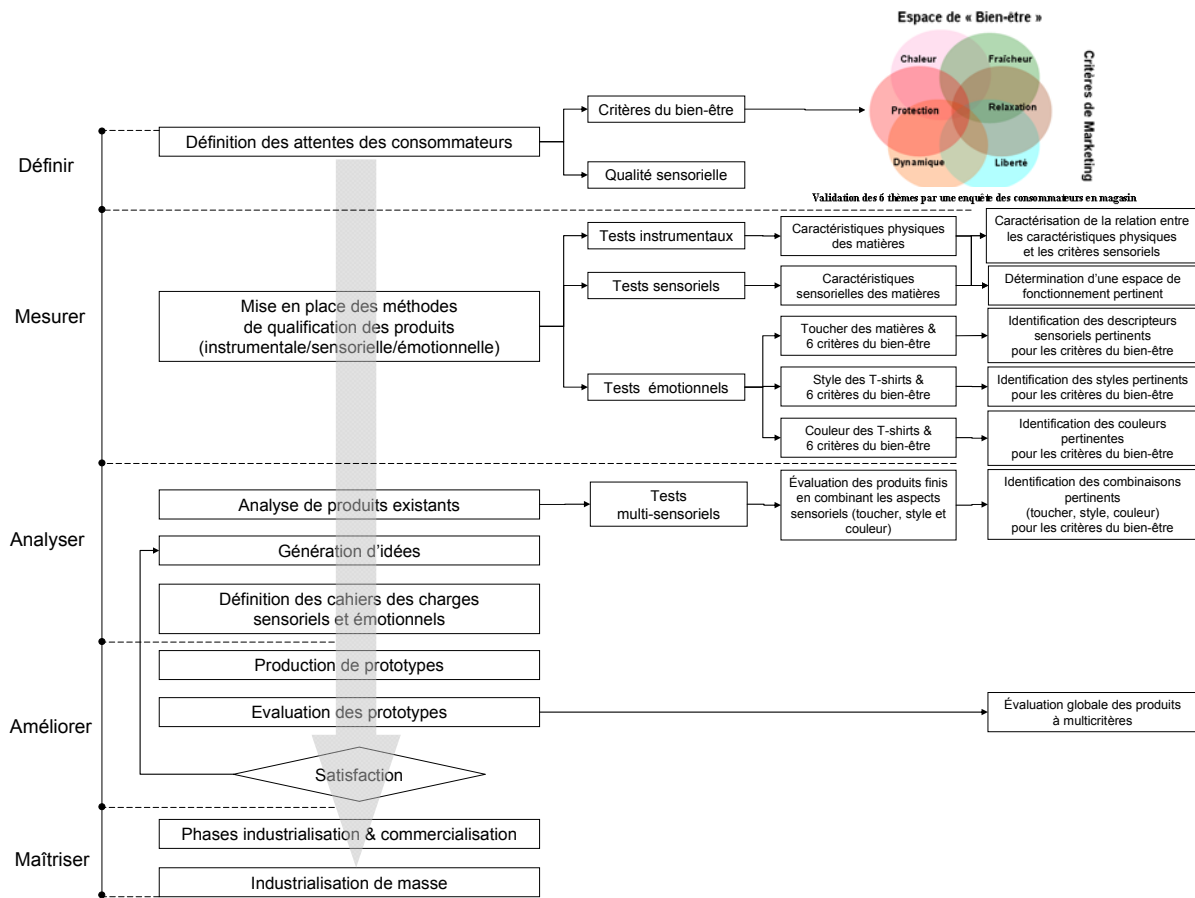 Espace de « Bien-être »
Chaleur
Fraîcheur
Protection
Relaxation
Dynamique
Liberté
Critères de Marketing
Validation des 6 thèmes par une enquête des consommateurs en magasin
Définir
Définition des attentes des consommateurs
Critères du bien-être
Qualité sensorielle
Mesurer
Mise en place des méthodes
de qualification des produits
(instrumentale/sensorielle/émotionnelle)
Tests instrumentaux
Caractéristiques physiques
des matières
Caractérisation de la relation entre
les caractéristiques physiques
et les critères sensoriels
Tests sensoriels
Caractéristiques
sensorielles des matières
Détermination d'une espace de
fonctionnement pertinent
Tests émotionnels
Toucher des matières &
6 critères du bien-être
Identification des descripteurs
sensoriels pertinents
pour les critères du bien-être
Style des T-shirts &
6 critères du bien-être
Identification des styles pertinents
pour les critères du bien-être
Couleur des T-shirts &
6 critères du bien-être
Identification des couleurs
pertinentes
pour les critères du bien-être
Analyser
Analyse de produits existants
Tests
multi-sensoriels
Évaluation des produits finis
en combinant les aspects
sensoriels (toucher, style et
couleur)
Identification des combinaisons
pertinentes
(toucher, style, couleur)
pour les critères du bien-être
Génération d'idées
Définition des cahiers des charges
sensoriels et émotionnels
Améliorer
Production de prototypes
Evaluation des prototypes
Évaluation globale des produits
à multicritères
Satisfaction
Maîtriser
Phases industrialisation & commercialisation
Industrialisation de masse